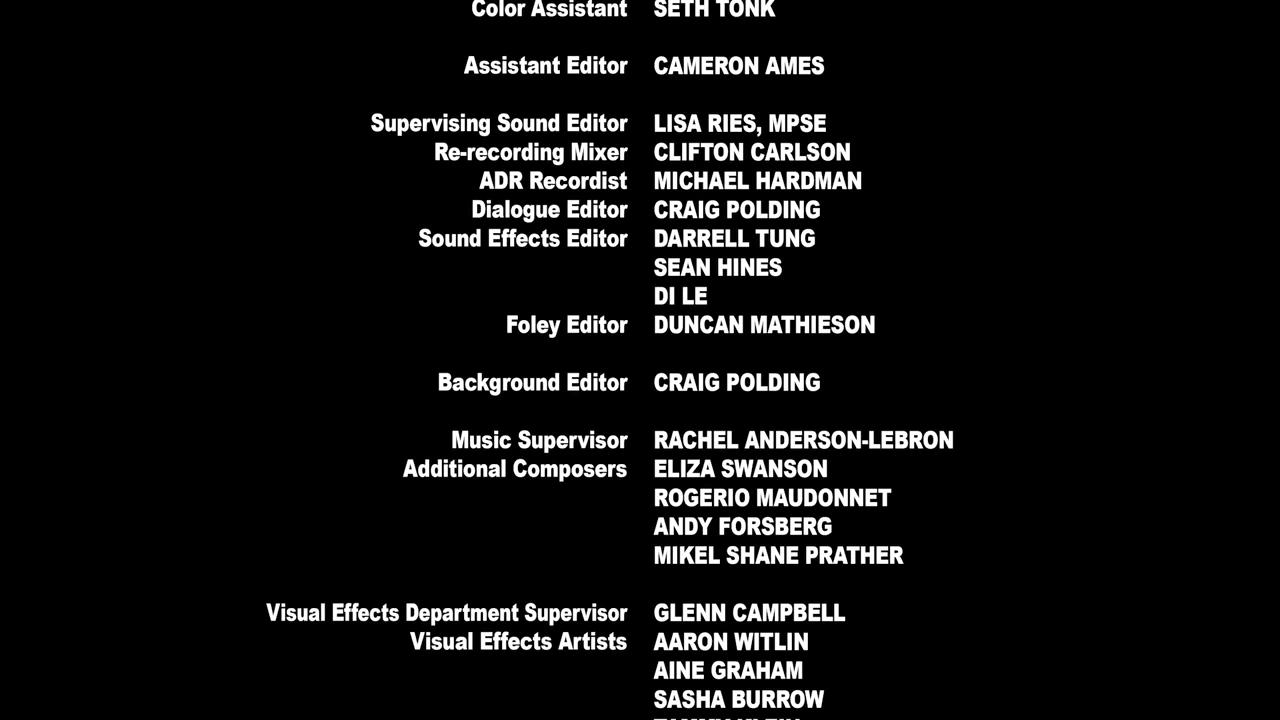 Color Assistant SETH TONK
Assistant Editor CAMERON AMES
Supervising Sound Editor LISA RIES, MPSE
Re-recording Mixer CLIFTON CARLSON
ADR Recordist MICHAEL HARDMAN
Dialogue Editor CRAIG POLDING
Sound Effects Editor DARRELL TUNG
SEAN HINES
DI LE
Foley Editor DUNCAN MATHIESON
Background Editor CRAIG POLDING
Music Supervisor RACHEL ANDERSON-LEBRON
Additional Composers ELIZA SWANSON
ROGERIO MAUDONNET
ANDY FORSBERG
MIKEL SHANE PRATHER
Visual Effects Department Supervisor GLENN CAMPBELL
Visual Effects Artists AARON WITLIN
AINE GRAHAM
SASHA BURROW